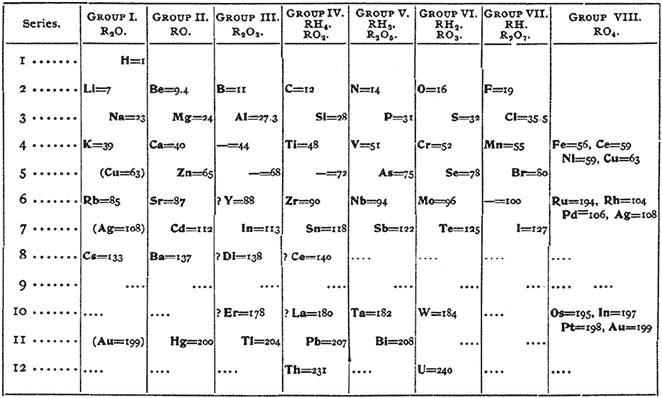 Series. GROUP I. GROUP II. GROUP III. GROUP IV. GROUP V. GROUP VI. GROUP VII. GROUP VIII.
R₂O. RO. R₂O₃. RH₄. RH₃. RH₂. RH. RO₄.
RO₂. R₂O₅. RO₃. R₂O₇.
1 ....... H=1
2 ....... Li=7 Be=9.4 B=11 C=12 N=14 O=16 F=19
3 ....... Na=23 Mg=24 Al=27.3 Si=28 P=31 S=32 Cl=35.5
4 ....... K=39 Ca=40 —=44 Ti=48 V=51 Cr=52 Mn=55 Fe=56, Ce=59
Ni=59, Cu=63
5 ....... (Cu=63) Zn=65 —=68 —=72 As=75 Se=78 Br=80
6 ....... Rb=85 Sr=87 ? Y=88 Zr=90 Nb=94 Mo=96 —=100 Ru=194, Rh=104
Pd=106, Ag=108
7 ....... (Ag=108) Cd=112 In=113 Sn=118 Sb=122 Te=125 I=127
8 ....... Cs=133 Ba=137 ? Di=138 ? Ce=140 .... .... .... ....
9 ....... .... .... .... .... .... .... .... .... ....
10 ....... .... .... ? Er=178 ? La=180 Ta=182 W=184 .... Os=195, In=197
Pt=198, Au=199
11 ....... (Au=199) Hg=200 Tl=204 Pb=207 Bi=208 .... ....
12 ....... .... .... .... Th=231 .... U=240 .... ....